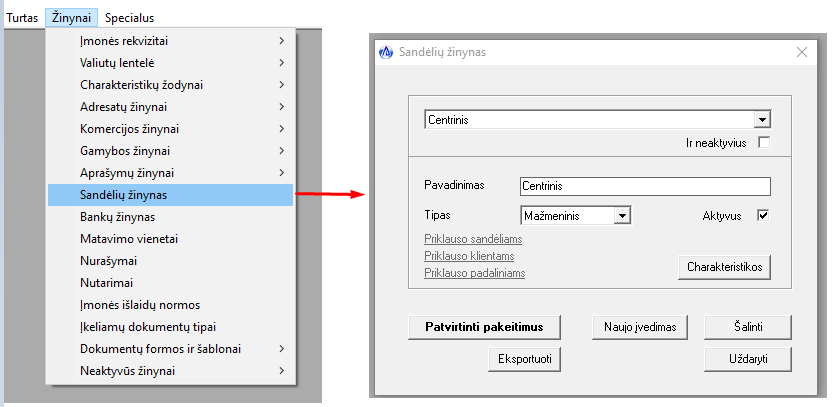 Turtas Žinynai Specialus
Įmonės rekvizitai
Valiutų lentelė
Charakteristikų žodynai
Adresatų žinynai
Komercijos žinynai
Gamybos žinynai
Aprašymų žinynai
Sandėlių žinynas
Bankų žinynas
Matavimo vienetai
Nurašymai
Nutarimai
Įmonės išlaidų normos
Įkeliamų dokumentų tipai
Dokumentų formos ir šablonai
Neaktyvūs žinynai
Sandėlių žinynas
Centrinis
Ir neaktyvius
Pavadinimas Centrinis
Tipas Mažmeninis Aktyvus
Priklauso sandėliams
Priklauso klientams
Priklauso padaliniams
Charakteristikos
Patvirtinti pakeitimus Naujo įvedimas Šalinti
Eksportuoti Uždaryti